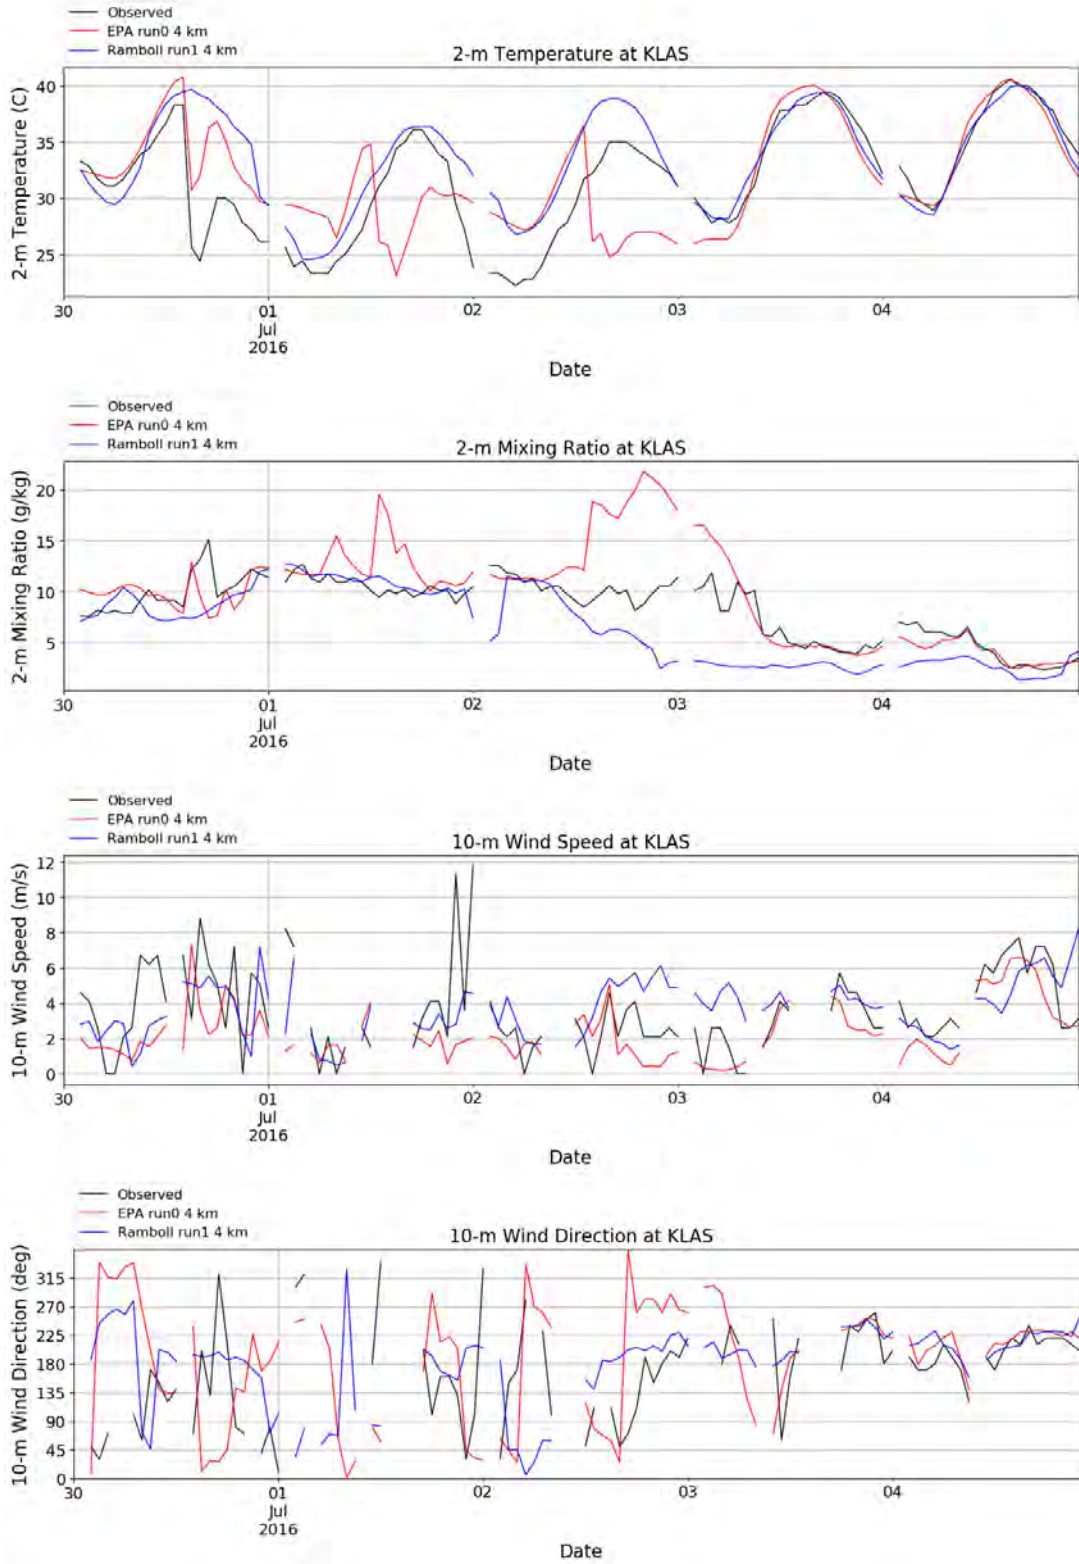 Observed
EPA run0 4 km
Ramboll run1 4 km
2-m Temperature at KLAS
2-m Temperature (C)
40
35
30
25
30
01
02
03
04
Jul
2016
Date
Observed
EPA run0 4 km
Ramboll run1 4 km
2-m Mixing Ratio at KLAS
2-m Mixing Ratio (g/kg)
20
15
10
5
30
01
02
03
04
Jul
2016
Date
Observed
EPA run0 4 km
Ramboll run1 4 km
10-m Wind Speed at KLAS
10-m Wind Speed (m/s)
12
10
8
6
4
2
0
30
01
02
03
04
Jul
2016
Date
Observed
EPA run0 4 km
Ramboll run1 4 km
10-m Wind Direction at KLAS
10-m Wind Direction (deg)
315
270
225
180
135
90
45
0
30
01
02
03
04
Jul
2016
Date